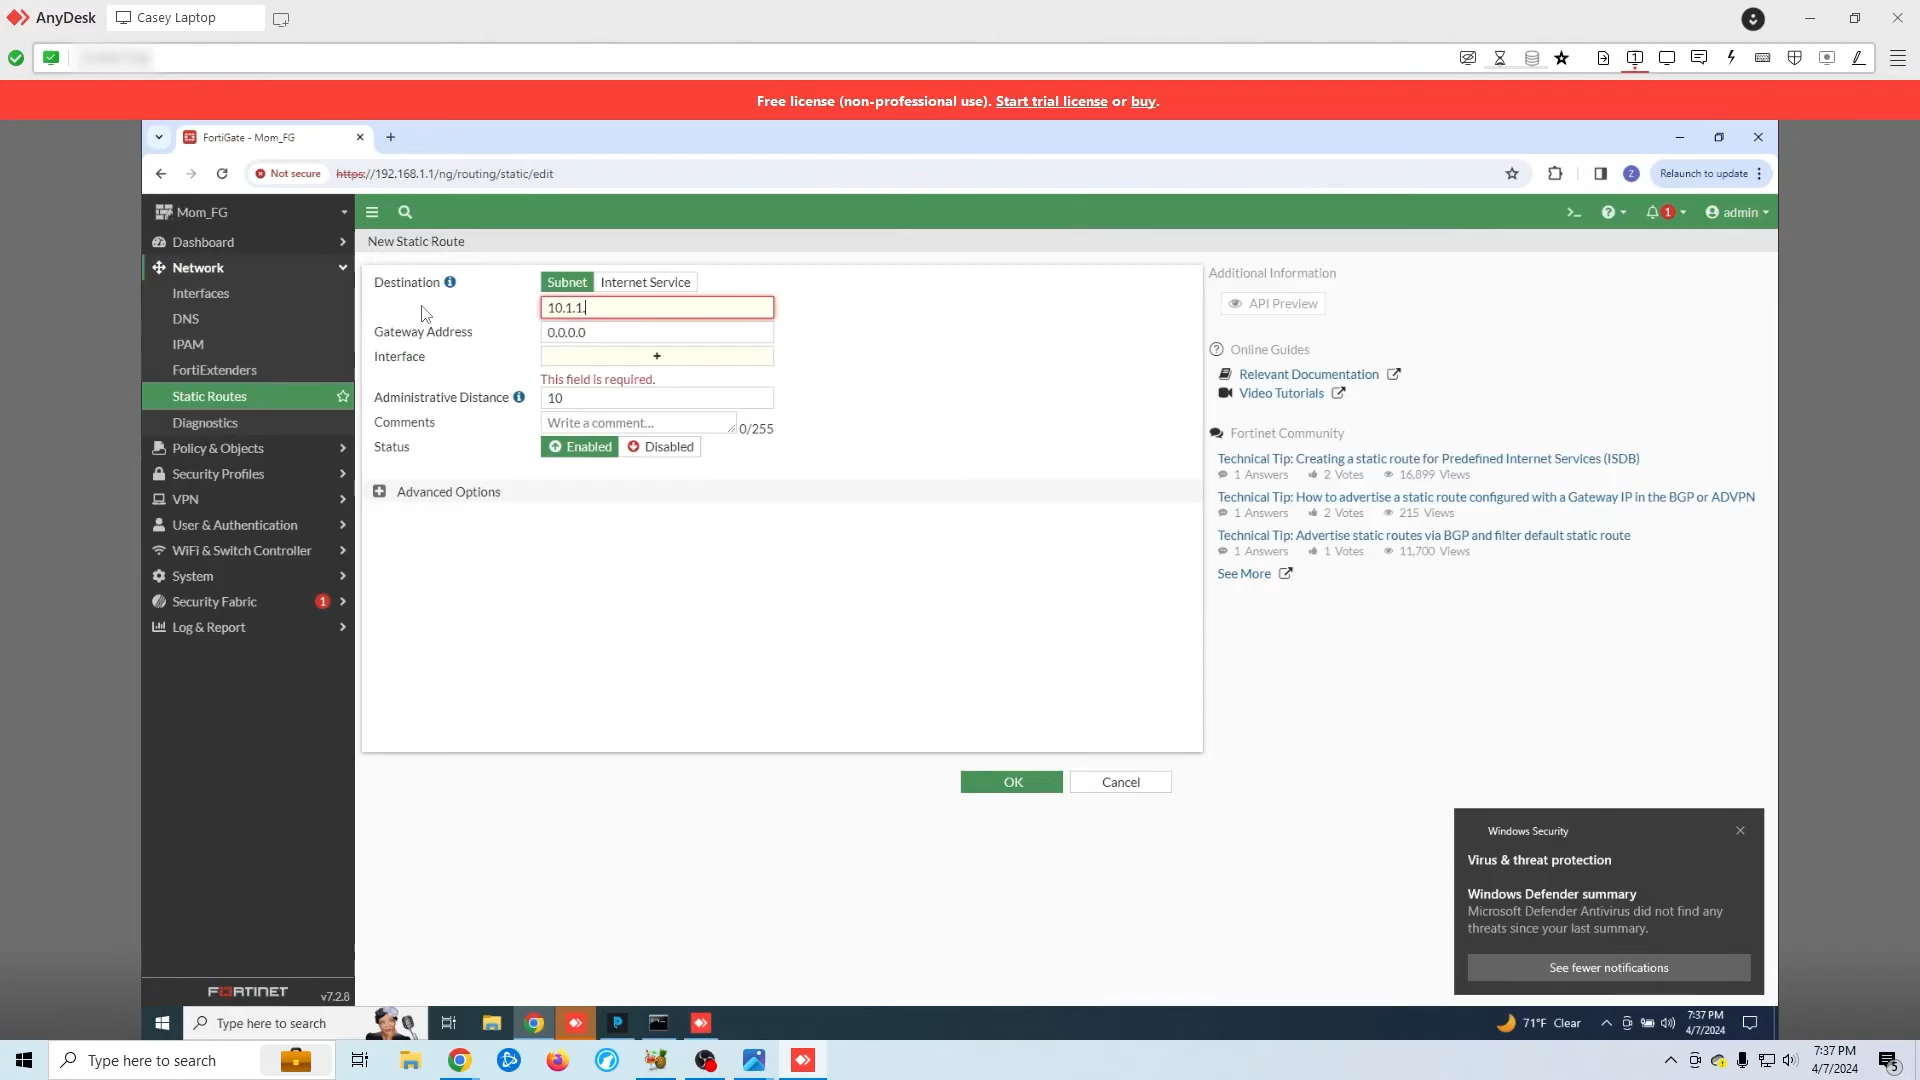 AnyDesk
Casey Laptop
Free license (non-professional use). Start trial license or buy.
FortiGate - Mom_FG
Not secure
https://192.168.1.1/ng/routing/static/edit
Z
Relaunch to update
Mom_FG
1
admin
Dashboard
New Static Route
Network
Interfaces
DNS
IPAM
FortiExtenders
Static Routes
Diagnostics
Policy & Objects
Security Profiles
VPN
User & Authentication
WiFi & Switch Controller
System
Security Fabric
1
Log & Report
FORTINET
v7.2.8
Destination
Subnet
Internet Service
10.1.1.
Gateway Address
0.0.0.0
Interface
+
This field is required.
Administrative Distance
10
Comments
Write a comment...
0/255
Status
Enabled
Disabled
Advanced Options
OK
Cancel
Additional Information
API Preview
Online Guides
Relevant Documentation
Video Tutorials
Fortinet Community
Technical Tip: Creating a static route for Predefined Internet Services (ISDB)
1 Answers 2 Votes 16,899 Views
Technical Tip: How to advertise a static route configured with a Gateway IP in the BGP or ADVPN
1 Answers 2 Votes 215 Views
Technical Tip: Advertise static routes via BGP and filter default static route
1 Answers 1 Votes 11,700 Views
See More
Windows Security
Virus & threat protection
Windows Defender summary
Microsoft Defender Antivirus did not find any
threats since your last summary.
See fewer notifications
Type here to search
71°F Clear
7:37 PM
4/7/2024
Type here to search
7:37 PM
4/7/2024
5